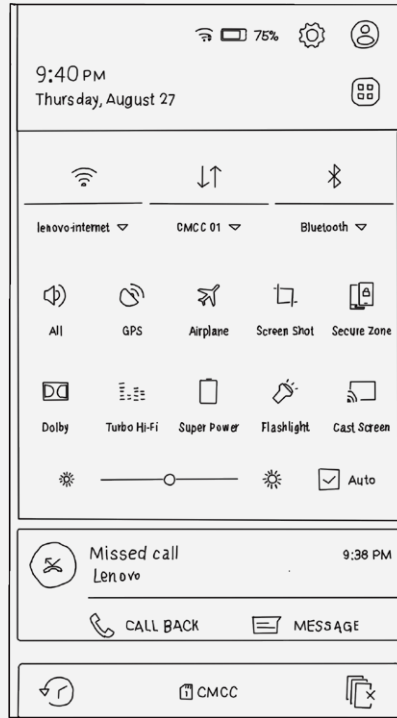 75%
9:40 PM
Thursday, August 27
lenovo-internet CMCC 01 Bluetooth
All GPS Airplane Screen Shot Secure Zone
Dolby Turbo Hi-Fi Super Power Flashlight Cast Screen
Auto
Missed call 9:38 PM
Lenovo
CALL BACK MESSAGE
CMCC